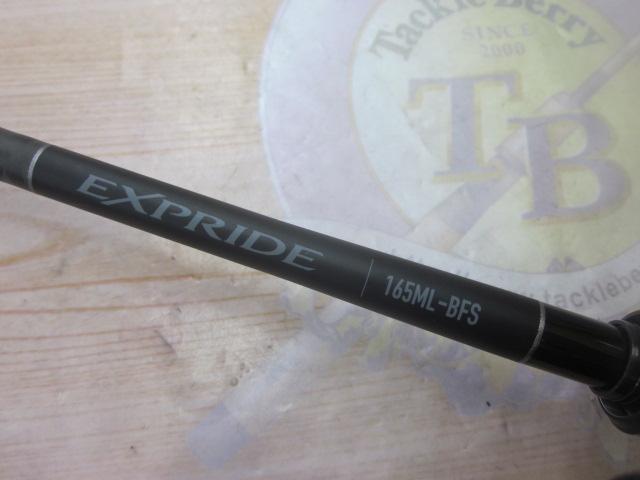 Tackle Berry
SINCE
2000
TB
EXPRIDE
165ML-BFS